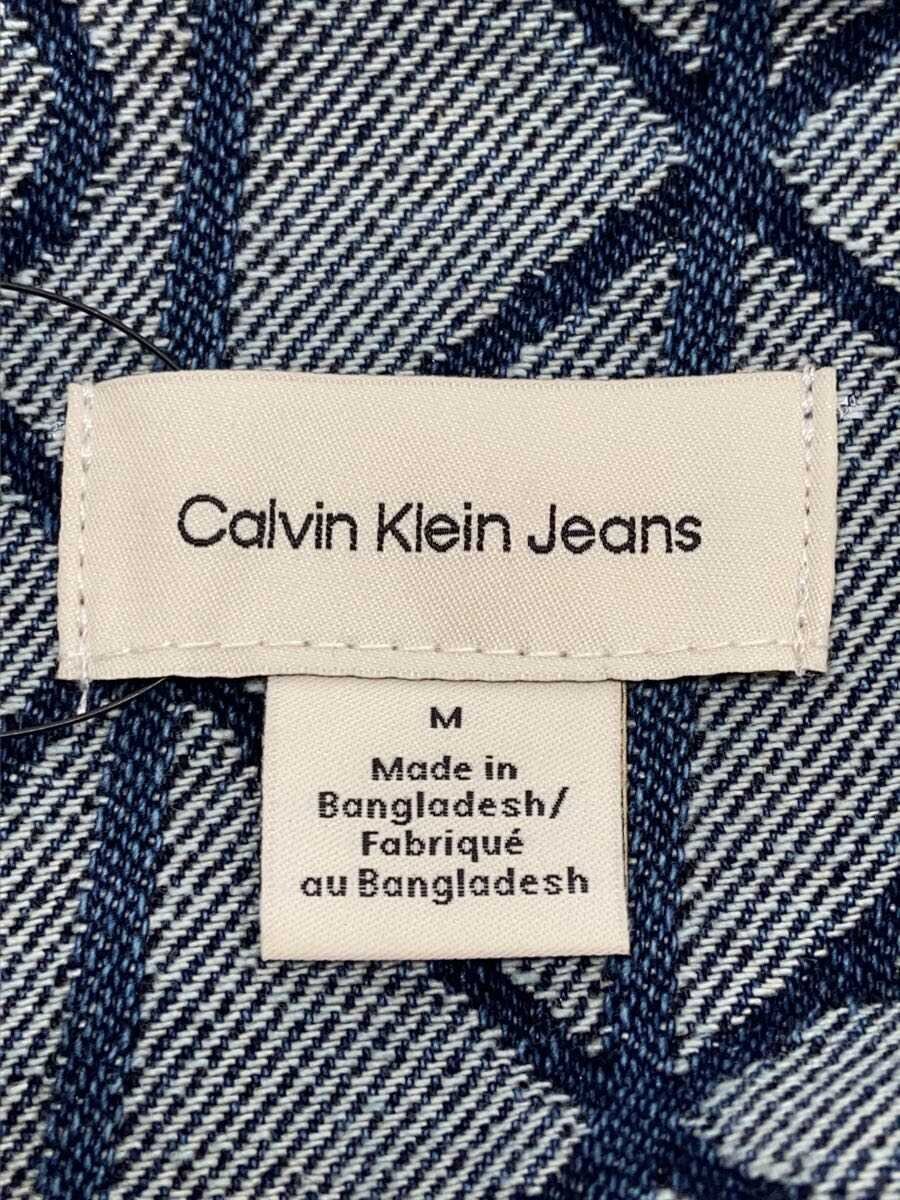 Calvin Klein Jeans
M
Made in
Bangladesh/
Fabriqué
au Bangladesh